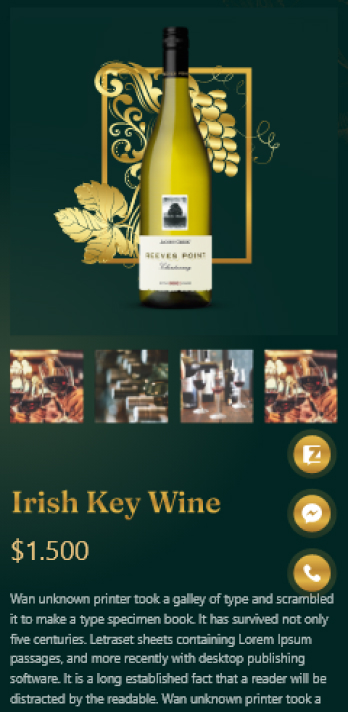 REEVES POINT
Chardonnay
Irish Key Wine
$1.500
Wan unknown printer took a galley of type and scrambled
it to make a type specimen book. It has survived not only
five centuries. Letraset sheets containing Lorem Ipsum
passages, and more recently with desktop publishing
software. It is a long established fact that a reader will be
distracted by the readable. Wan unknown printer took a